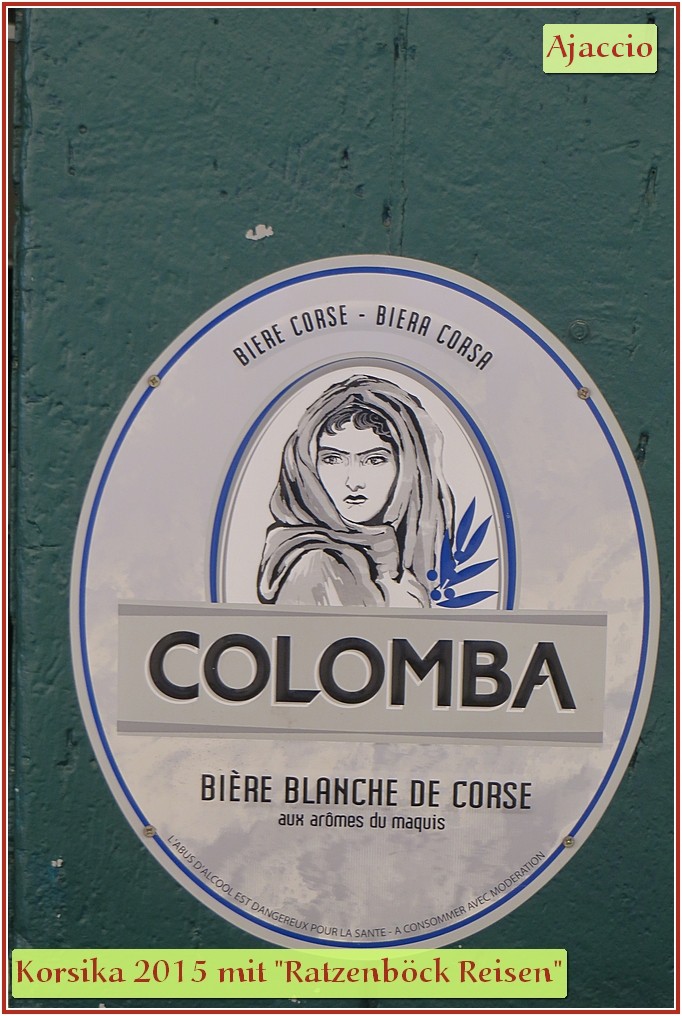 Ajaccio
BIERE CORSE - BIERA CORSA
COLOMBA
BIÈRE BLANCHE DE CORSE
aux arômes du maquis
L'ABUS D'ALCOOL EST DANGEREUX POUR LA SANTE - A CONSOMMER AVEC MODERATION
Korsika 2015 mit "Ratzenböck Reisen"